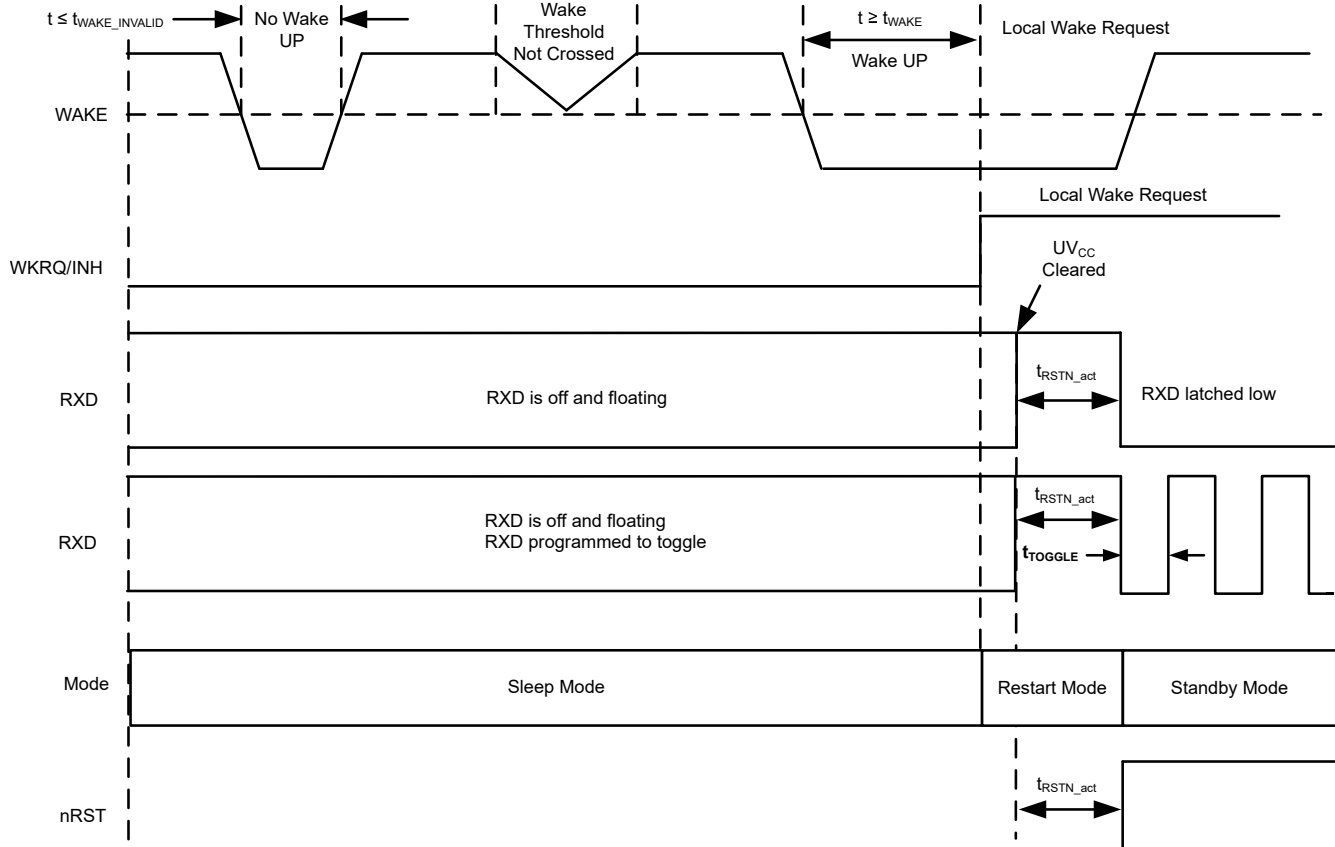 t ≤ tWAKE_INVALID
No Wake
UP
Wake
Threshold
Not Crossed
t ≥ tWAKE
Wake UP
Local Wake Request
WAKE
Local Wake Request
WKRQ/INH
UVCC
Cleared
RXD
RXD is off and floating
tRSTN_act
RXD latched low
RXD
RXD is off and floating
RXD programmed to toggle
tRSTN_act
tTOGGLE
Mode
Sleep Mode
Restart Mode
Standby Mode
nRST
tRSTN_act